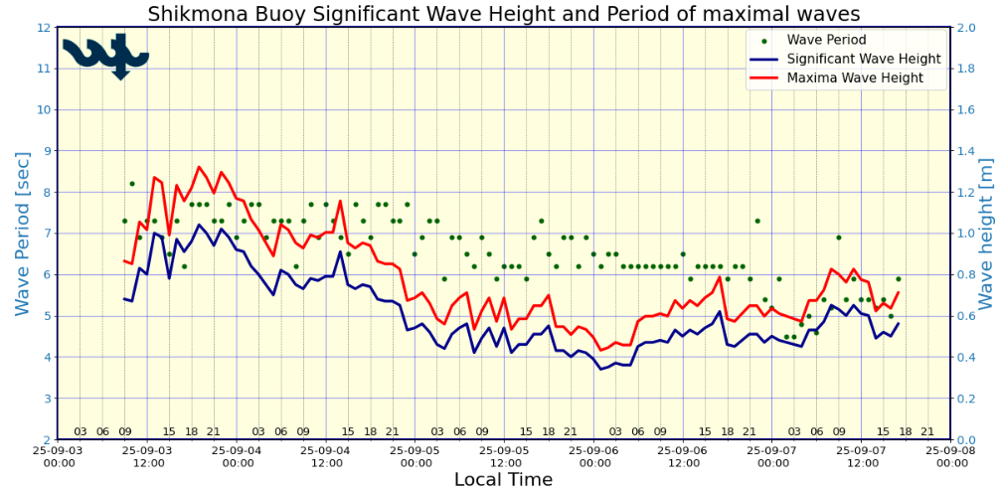 Shikmona Buoy Significant Wave Height and Period of maximal waves
Wave Period
Significant Wave Height
Maxima Wave Height
Wave Period [sec]
12
11
10
9
8
7
6
5
4
3
2
Wave height [m]
2.0
1.8
1.6
1.4
1.2
1.0
0.8
0.6
0.4
0.2
0.0
03 06 09 15 18 21 03 06 09 15 18 21 03 06 09 15 18 21 03 06 09 15 18 21 03 06 09 15 18 21
25-09-03 25-09-03 25-09-04 25-09-04 25-09-05 25-09-05 25-09-06 25-09-06 25-09-07 25-09-07 25-09-08
00:00 12:00 00:00 12:00 00:00 12:00 00:00 12:00 00:00 12:00 00:00
Local Time